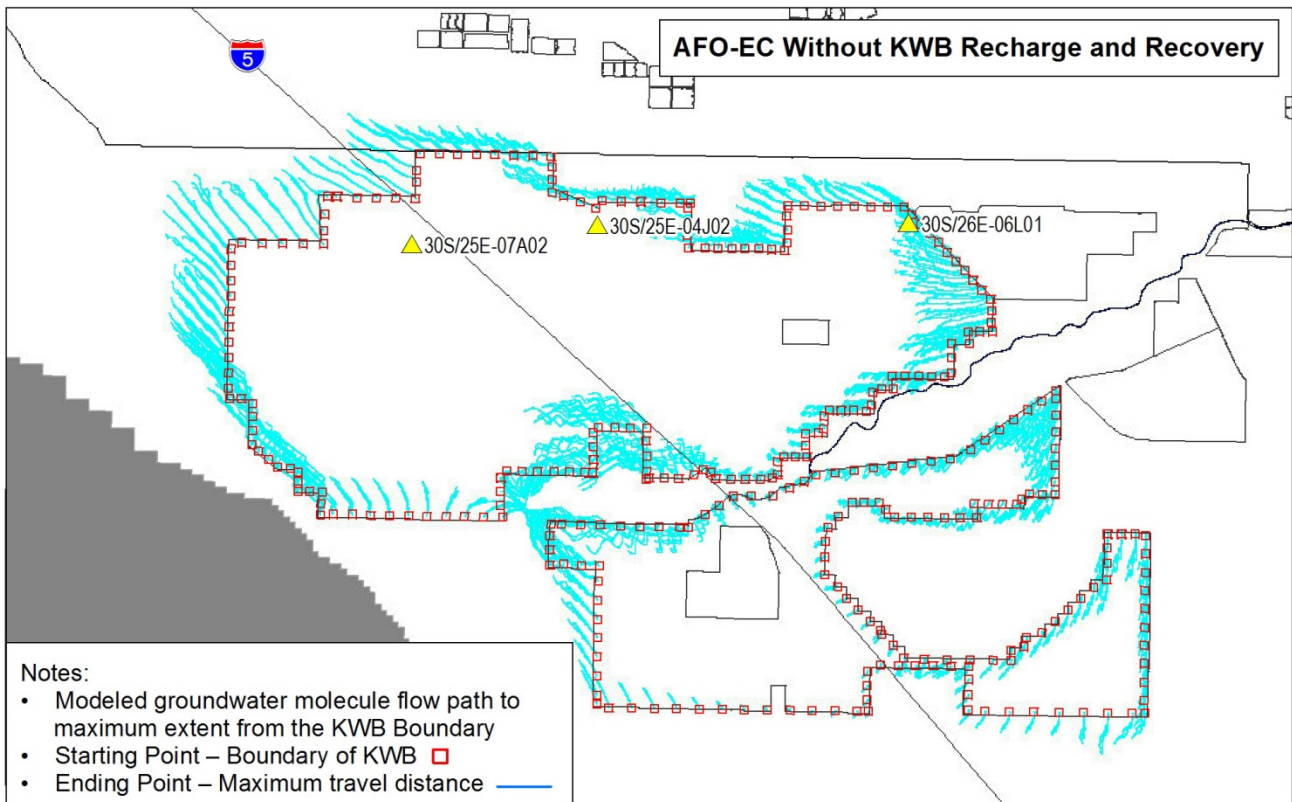 AFO-EC Without KWB Recharge and Recovery
5
30S/25E-04J02
30S/26E-06L01
30S/25E-07A02
Notes:
• Modeled groundwater molecule flow path to
maximum extent from the KWB Boundary
• Starting Point – Boundary of KWB
• Ending Point – Maximum travel distance